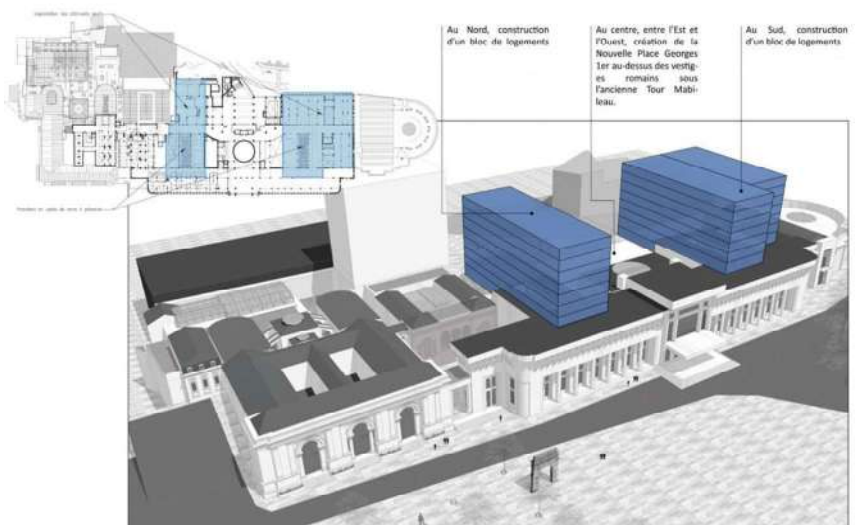 Au Nord, construction
d'un bloc de logements
Au centre, entre l'Est et
l'Ouest, création de la
Nouvelle Place Georges
1er au-dessus des vestig-
es romains sous
l'ancienne Tour Mabi-
leau.
Au Sud, construction
d'un bloc de logements